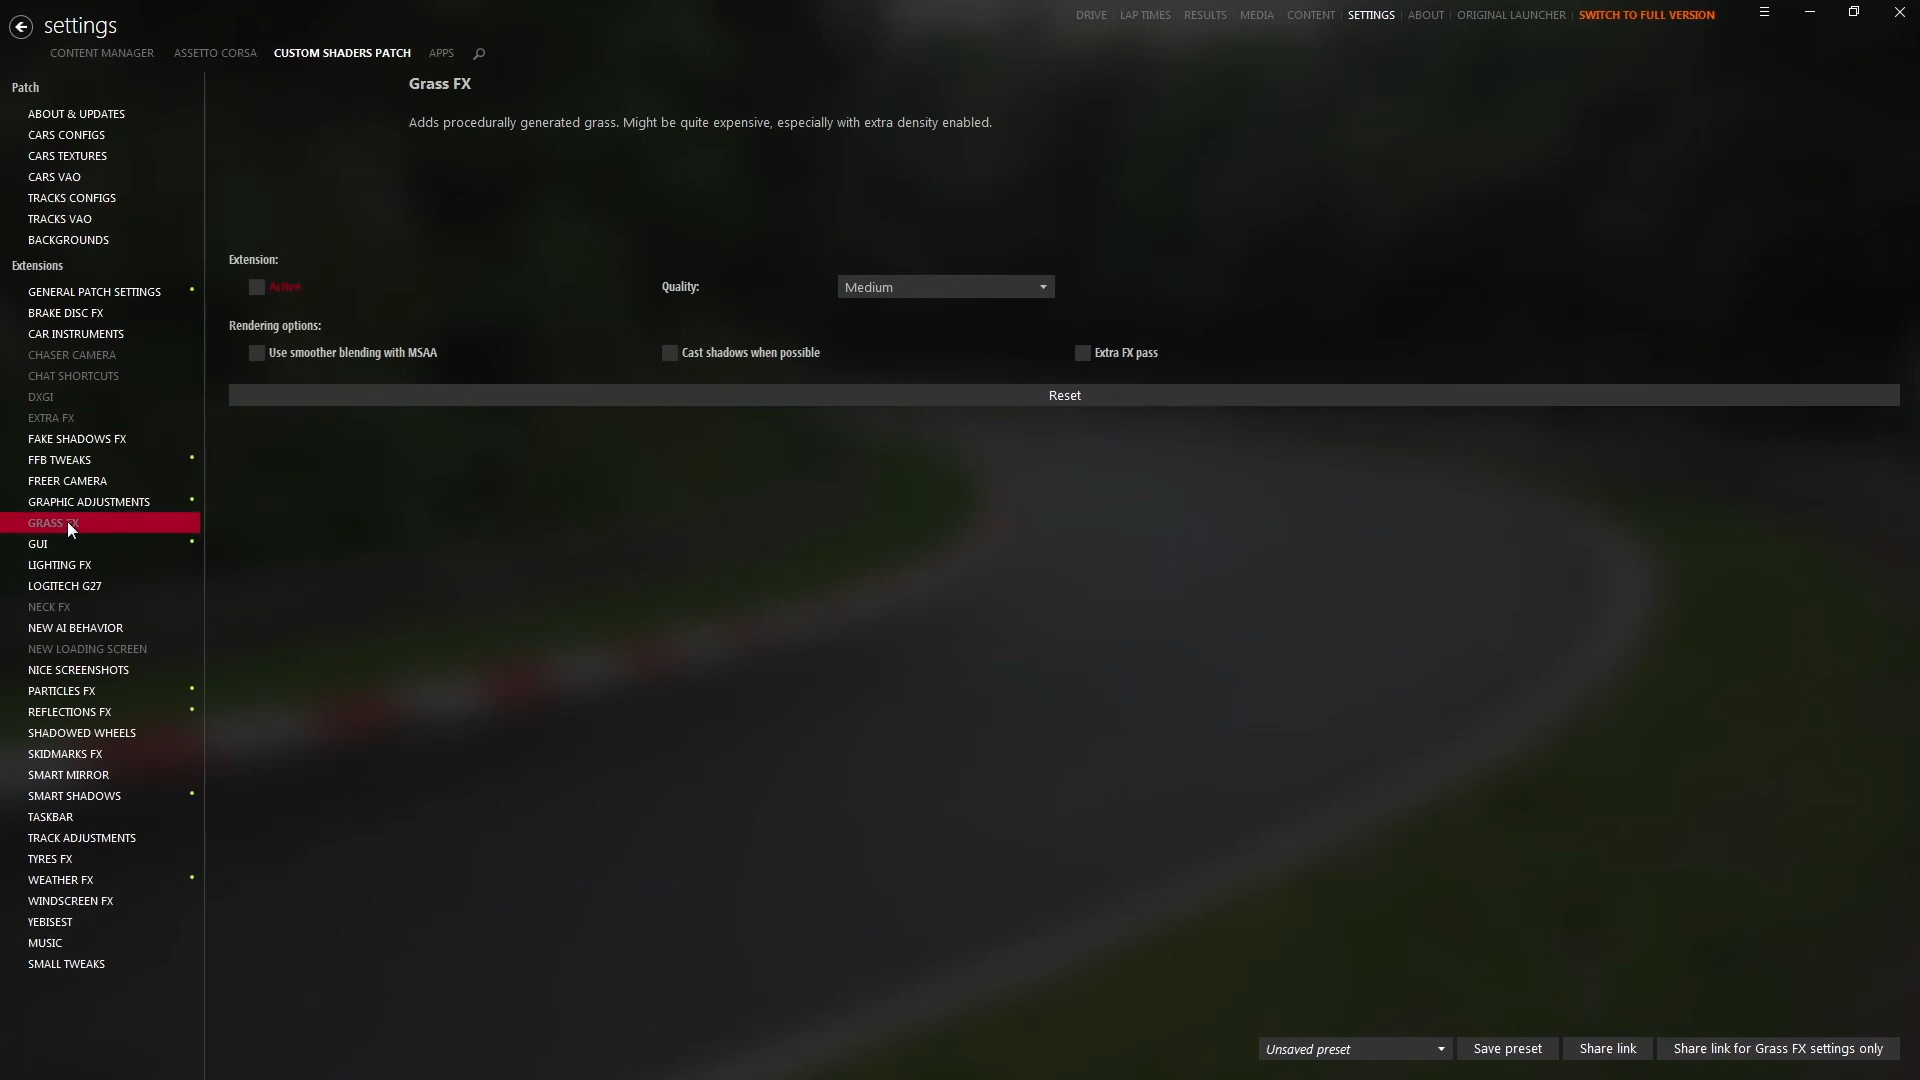 settings
DRIVE LAP TIMES RESULTS MEDIA CONTENT SETTINGS ABOUT ORIGINAL LAUNCHER SWITCH TO FULL VERSION
CONTENT MANAGER ASSETTO CORSA CUSTOM SHADERS PATCH APPS
Patch
ABOUT & UPDATES
CARS CONFIGS
CARS TEXTURES
CARS VAO
TRACKS CONFIGS
TRACKS VAO
BACKGROUNDS
Extensions
GENERAL PATCH SETTINGS
BRAKE DISC FX
CAR INSTRUMENTS
CHASER CAMERA
CHAT SHORTCUTS
DXGI
EXTRA FX
FAKE SHADOWS FX
FFB TWEAKS
FREER CAMERA
GRAPHIC ADJUSTMENTS
GRASS FX
GUI
LIGHTING FX
LOGITECH G27
NECK FX
NEW AI BEHAVIOR
NEW LOADING SCREEN
NICE SCREENSHOTS
PARTICLES FX
REFLECTIONS FX
SHADOWED WHEELS
SKIDMARKS FX
SMART MIRROR
SMART SHADOWS
TASKBAR
TRACK ADJUSTMENTS
TYRES FX
WEATHER FX
WINDSCREEN FX
YEBISEST
MUSIC
SMALL TWEAKS
Grass FX
Adds procedurally generated grass. Might be quite expensive, especially with extra density enabled.
Extension:
Active Quality: Medium
Rendering options:
Use smoother blending with MSAA Cast shadows when possible Extra FX pass
Reset
Unsaved preset Save preset Share link Share link for Grass FX settings only